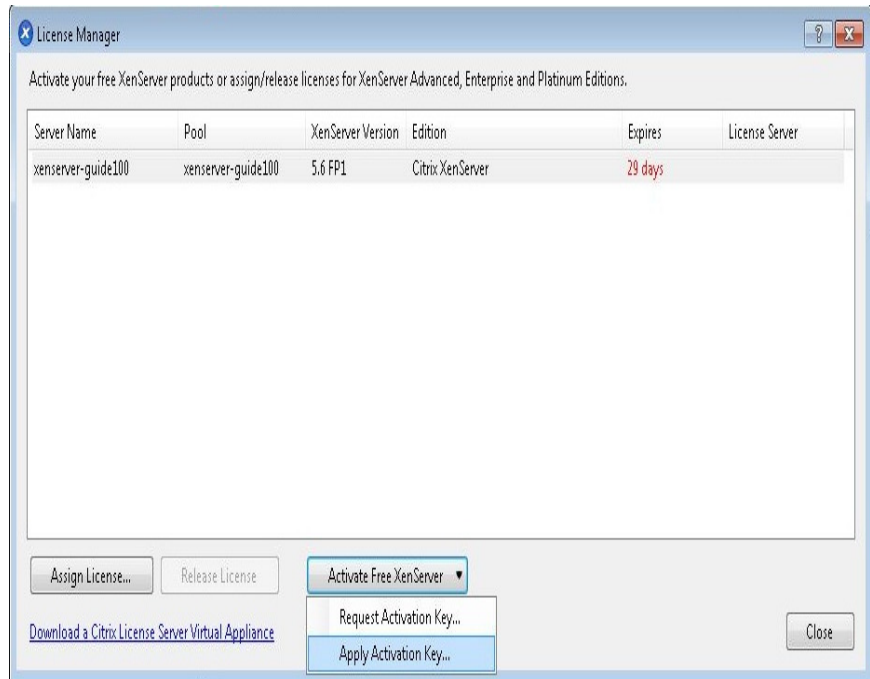 License Manager
?
X
Activate your free XenServer products or assign/release licenses for XenServer Advanced, Enterprise and Platinum Editions.
Server Name Pool XenServer Version Edition Expires License Server
xenserver-guide100 xenserver-guide100 5.6 FP1 Citrix XenServer 29 days
Assign License... Release License Activate Free XenServer
Request Activation Key...
Download a Citrix License Server Virtual Appliance Close
Apply Activation Key...